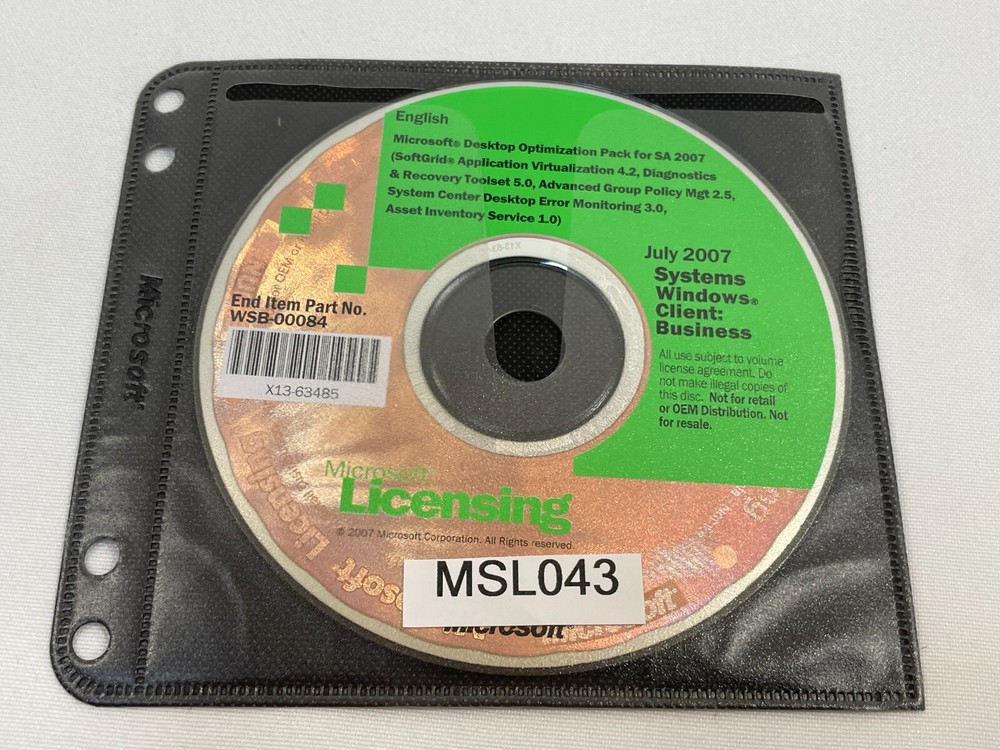 English
Microsoft® Desktop Optimization Pack for SA 2007
(SoftGrid® Application Virtualization 4.2, Diagnostics
& Recovery Toolset 5.0, Advanced Group Policy Mgt 2.5,
System Center Desktop Error Monitoring 3.0,
Asset Inventory Service 1.0)
July 2007
Systems
Windows®
Client:
Business
All use subject to volume
license agreement. Do
not make illegal copies of
this disc. Not for retail
or OEM Distribution. Not
for resale.
End Item Part No.
WSB-00084
X13-63485
Microsoft®
Licensing
© 2007 Microsoft Corporation. All Rights reserved.
MSL043
Microsoft®
Microsoft®
Licensing
Microsoft